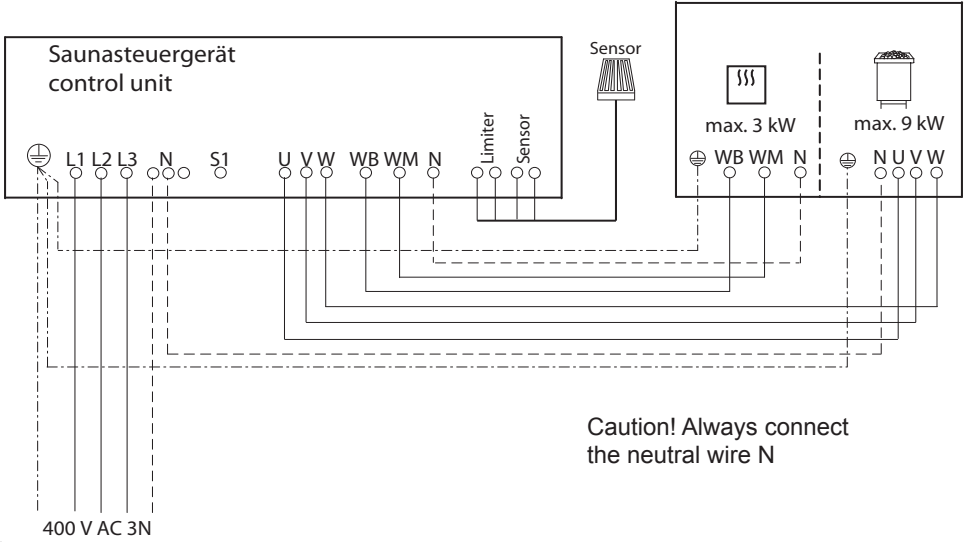 Saunasteuergerät
control unit
L1 L2 L3 N S1 U V W WB WM N Limiter Sensor
Sensor
max. 3 kW
WB WM N
max. 9 kW
N U V W
Caution! Always connect
the neutral wire N
400 V AC 3N